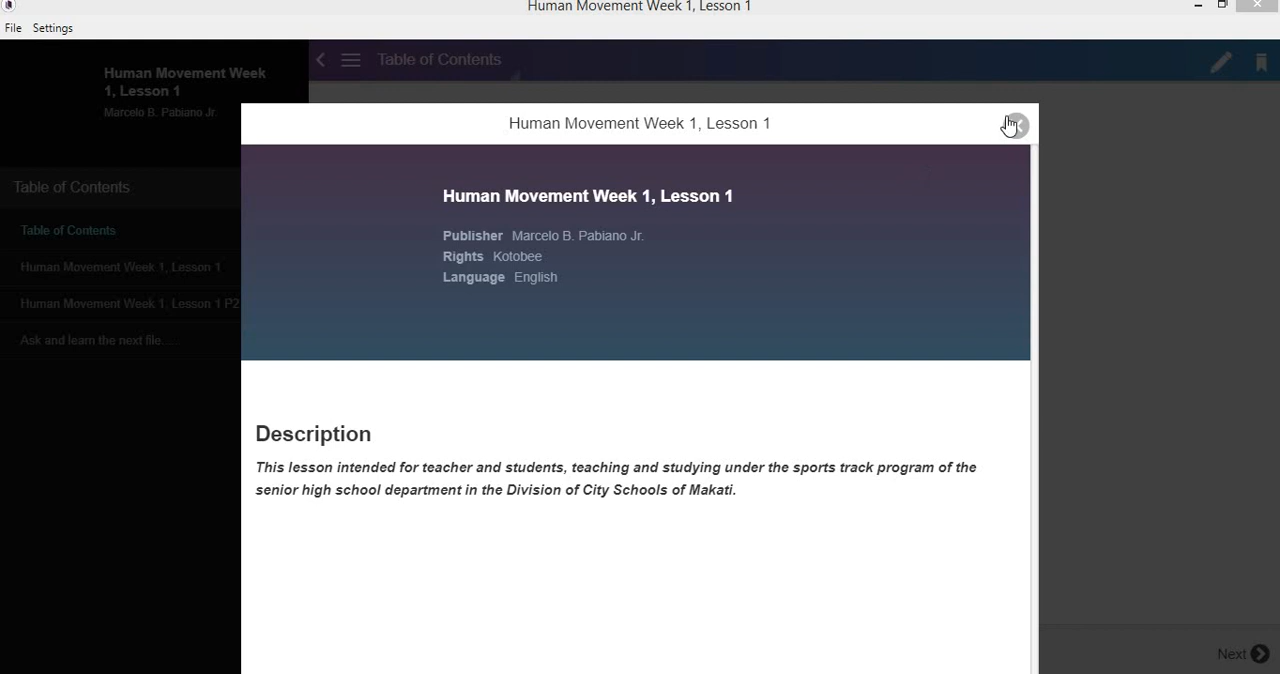 Human Movement Week 1, Lesson 1
File Settings
Human Movement Week
1, Lesson 1
Marcelo B. Pabiano Jr.
Table of Contents
Table of Contents
Human Movement Week 1, Lesson 1
Human Movement Week 1, Lesson 1 P2
Ask and learn the next file.....
Table of Contents
Human Movement Week 1, Lesson 1
Human Movement Week 1, Lesson 1
Publisher Marcelo B. Pabiano Jr.
Rights Kotobee
Language English
Description
This lesson intended for teacher and students, teaching and studying under the sports track program of the
senior high school department in the Division of City Schools of Makati.
Next